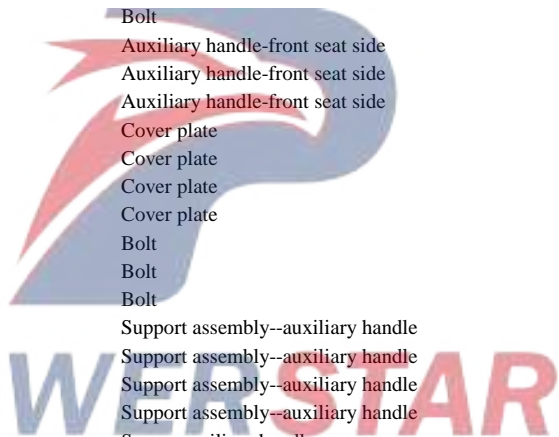 Bolt
Auxiliary handle-front seat side
Auxiliary handle-front seat side
Auxiliary handle-front seat side
Cover plate
Cover plate
Cover plate
Cover plate
Bolt
Bolt
Bolt
Support assembly--auxiliary handle
Support assembly--auxiliary handle
Support assembly--auxiliary handle
Support assembly--auxiliary handle
WERSTAR